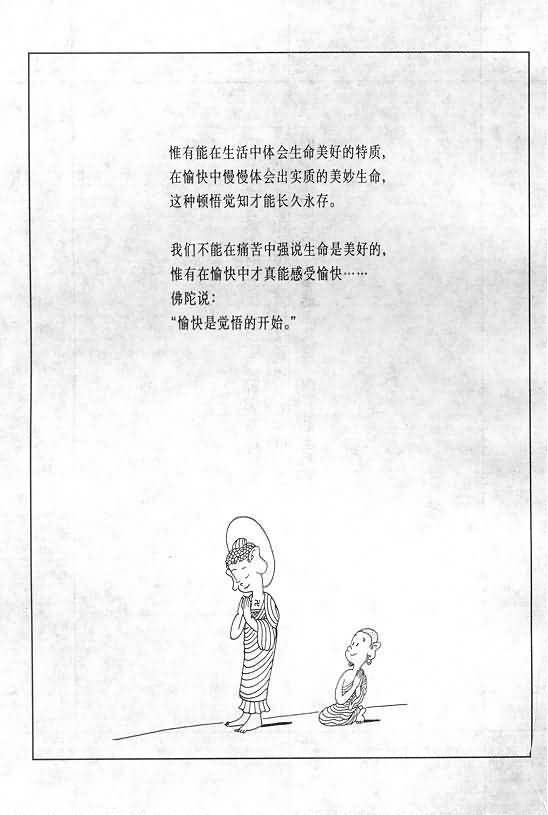 惟有能在生活中体会生命美好的特质，
在愉快中慢慢体会出实质的美妙生命，
这种顿悟觉知才能长久永存。
我们不能在痛苦中强说生命是美好的，
惟有在愉快中才真能感受愉快……
佛陀说：
“愉快是觉悟的开始。”
卍